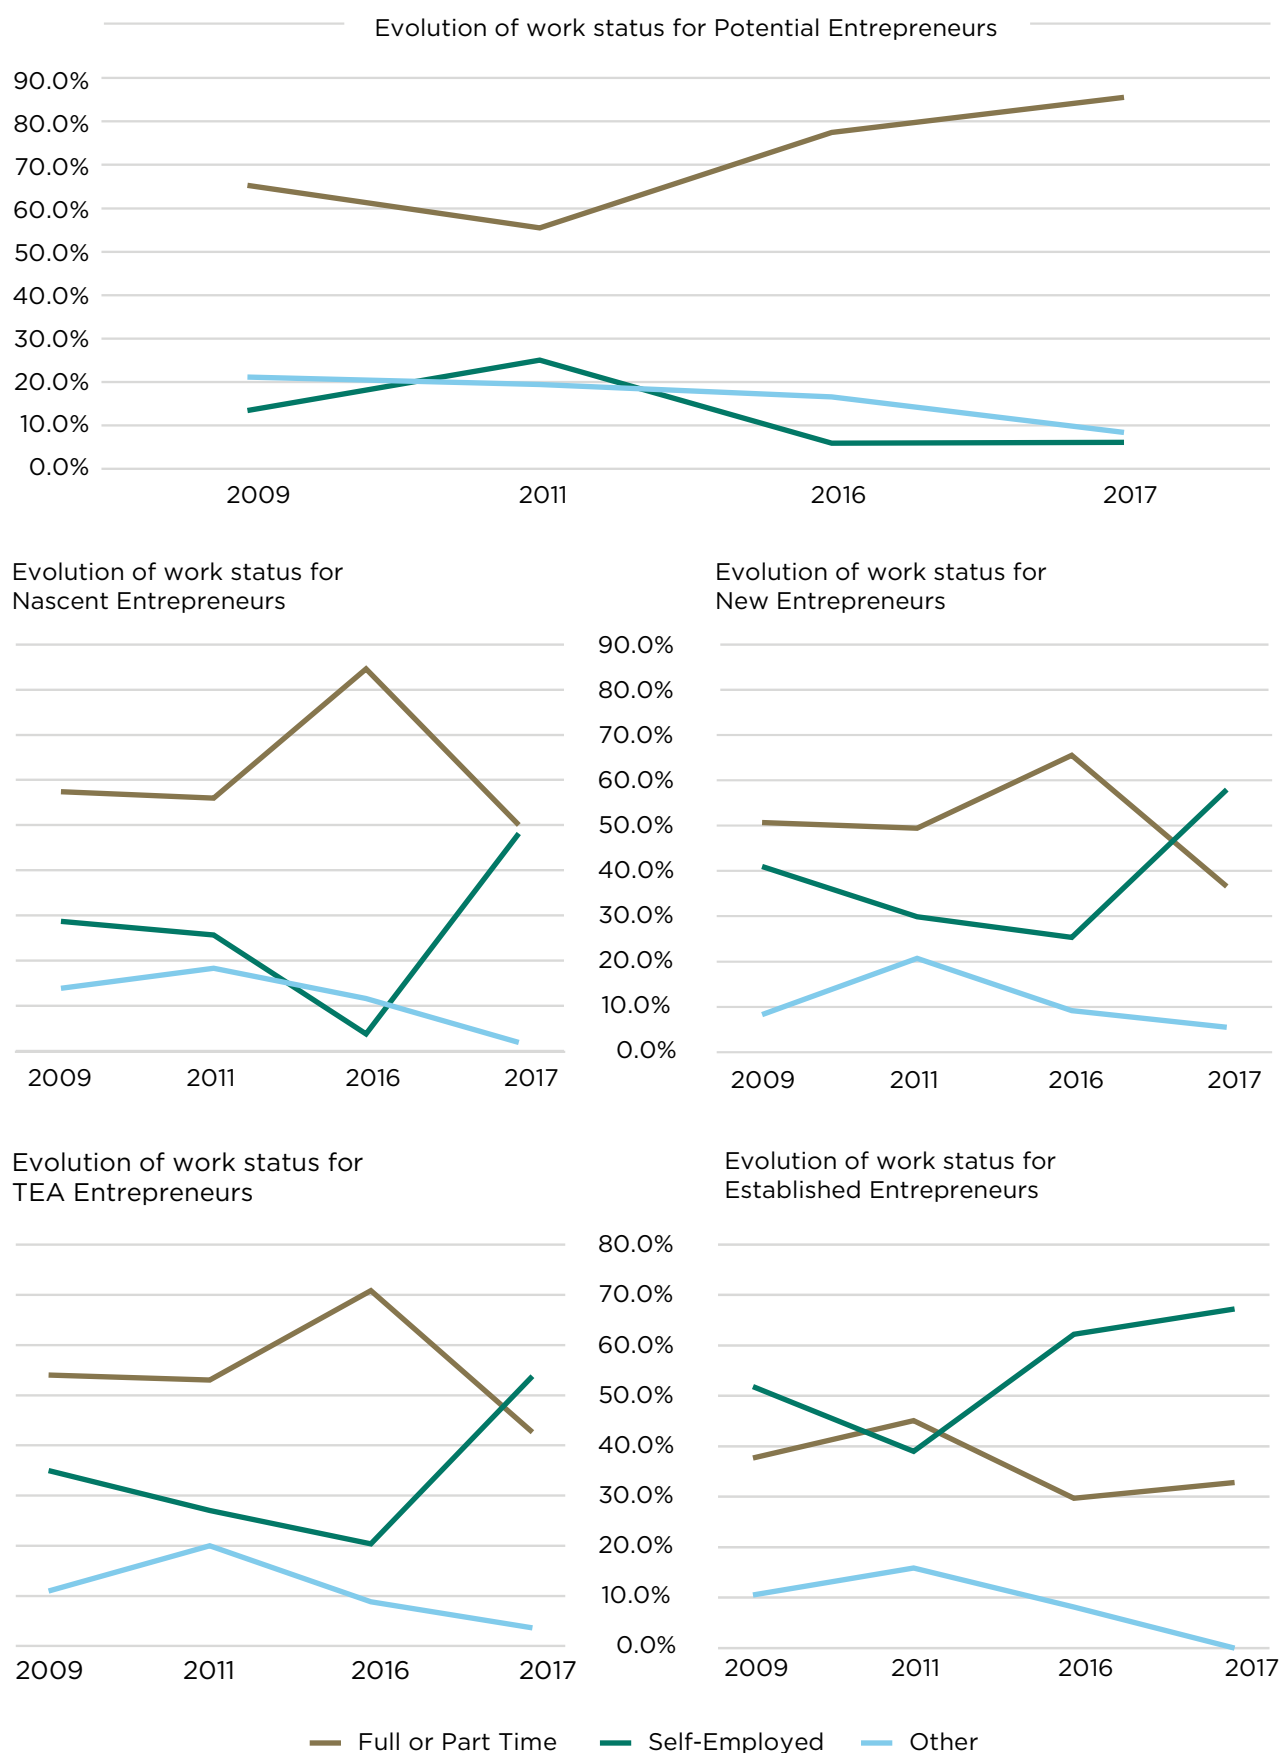 Evolution of work status for Potential Entrepreneurs
90.0%
80.0%
70.0%
60.0%
50.0%
40.0%
30.0%
20.0%
10.0%
0.0%
2009 2011 2016 2017
Evolution of work status for
Nascent Entrepreneurs
Evolution of work status for
New Entrepreneurs
90.0%
80.0%
70.0%
60.0%
50.0%
40.0%
30.0%
20.0%
10.0%
0.0%
2009 2011 2016 2017
2009 2011 2016 2017
Evolution of work status for
TEA Entrepreneurs
Evolution of work status for
Established Entrepreneurs
80.0%
70.0%
60.0%
50.0%
40.0%
30.0%
20.0%
10.0%
0.0%
2009 2011 2016 2017
2009 2011 2016 2017
Full or Part Time Self-Employed Other